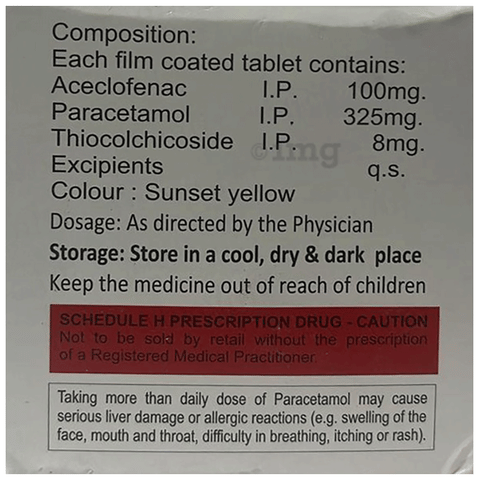 Composition:
Each film coated tablet contains:
Aceclofenac I.P. 100mg.
Paracetamol I.P. 325mg.
Thiocolchicoside I.P. 8mg.
Excipients q.s.
Colour : Sunset yellow
Dosage: As directed by the Physician
Storage: Store in a cool, dry & dark place
Keep the medicine out of reach of children
SCHEDULE H PRESCRIPTION DRUG - CAUTION
Not to be sold by retail without the prescription
of a Registered Medical Practitioner.
Taking more than daily dose of Paracetamol may cause
serious liver damage or allergic reactions (e.g. swelling of the
face, mouth and throat, difficulty in breathing, itching or rash).
©1mg